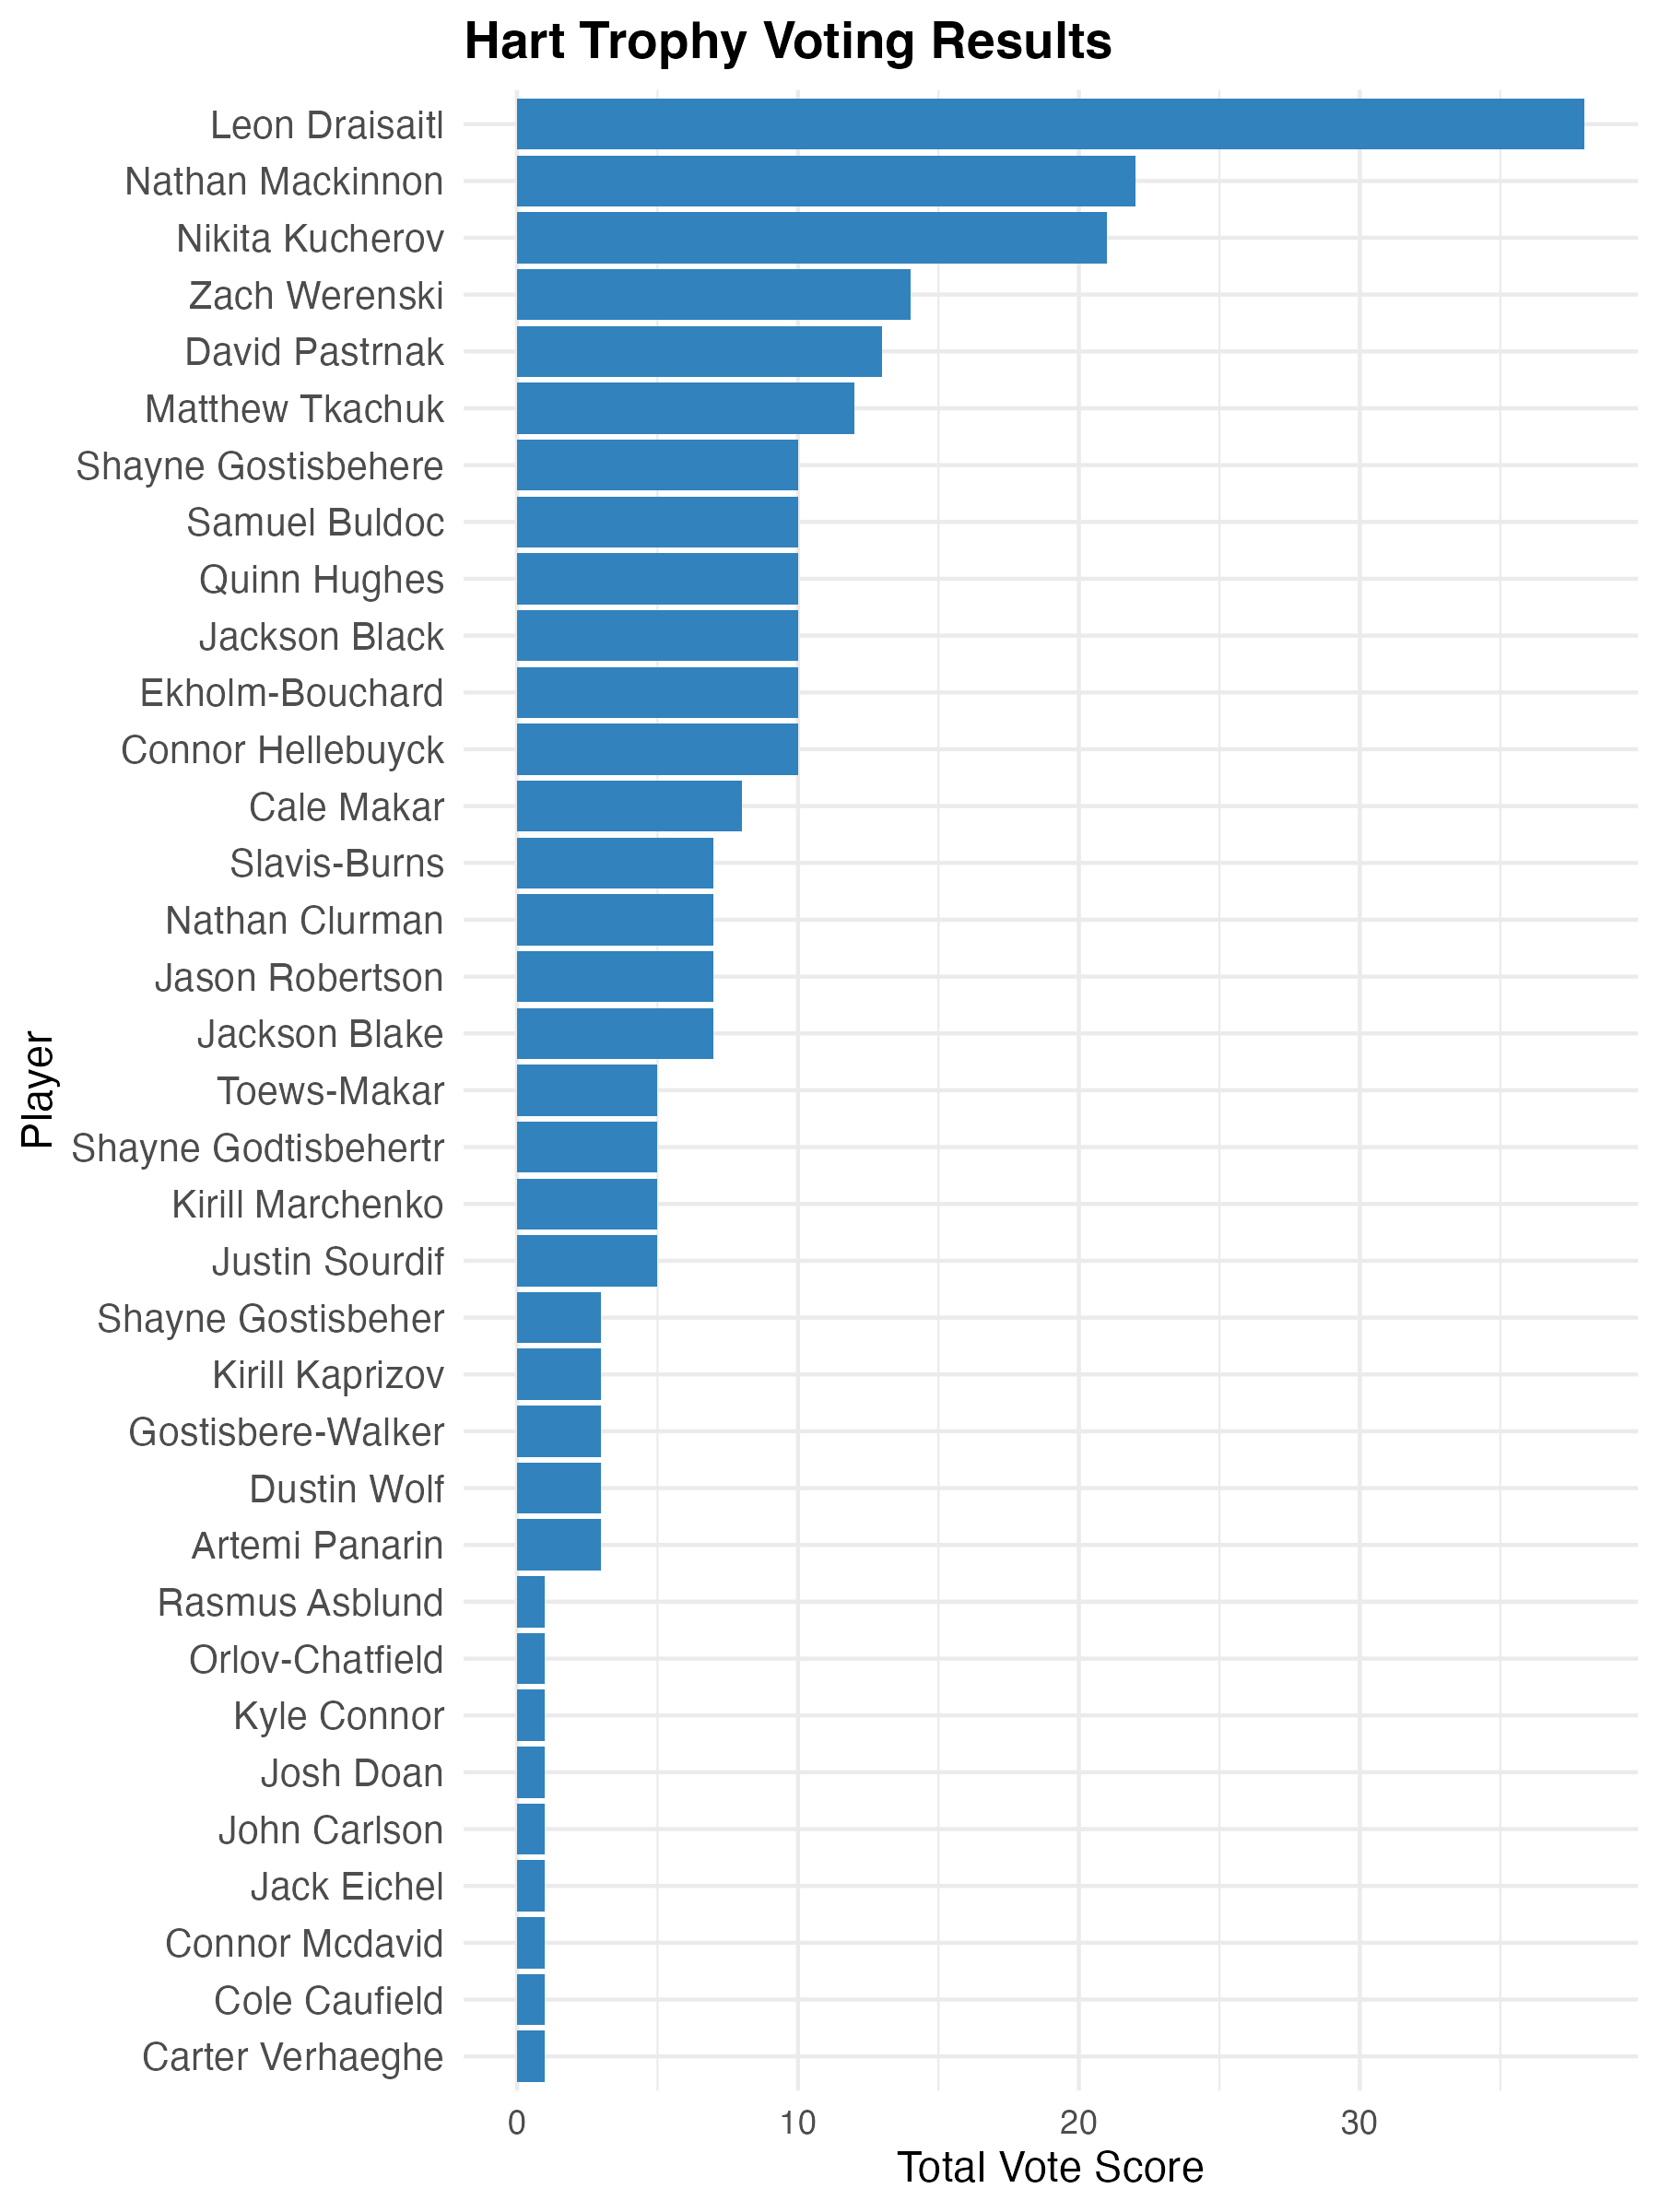 Hart Trophy Voting Results
Leon Draisaitl
Nathan Mackinnon
Nikita Kucherov
Zach Werenski
David Pastrnak
Matthew Tkachuk
Shayne Gostisbehere
Samuel Buldoc
Quinn Hughes
Jackson Black
Ekholm-Bouchard
Connor Hellebuyck
Cale Makar
Slavis-Burns
Nathan Clurman
Jason Robertson
Jackson Blake
Toews-Makar
Shayne Godtisbehertr
Kirill Marchenko
Justin Sourdif
Shayne Gostisbeher
Kirill Kaprizov
Gostisbere-Walker
Dustin Wolf
Artemi Panarin
Rasmus Asblund
Orlov-Chatfield
Kyle Connor
Josh Doan
John Carlson
Jack Eichel
Connor Mcdavid
Cole Caufield
Carter Verhaeghe
Player
0 10 20 30
Total Vote Score